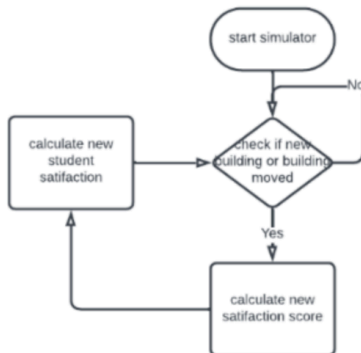 start simulator
No
check if new
building or building
moved
calculate new
student
satifaction
Yes
calculate new
satifaction score